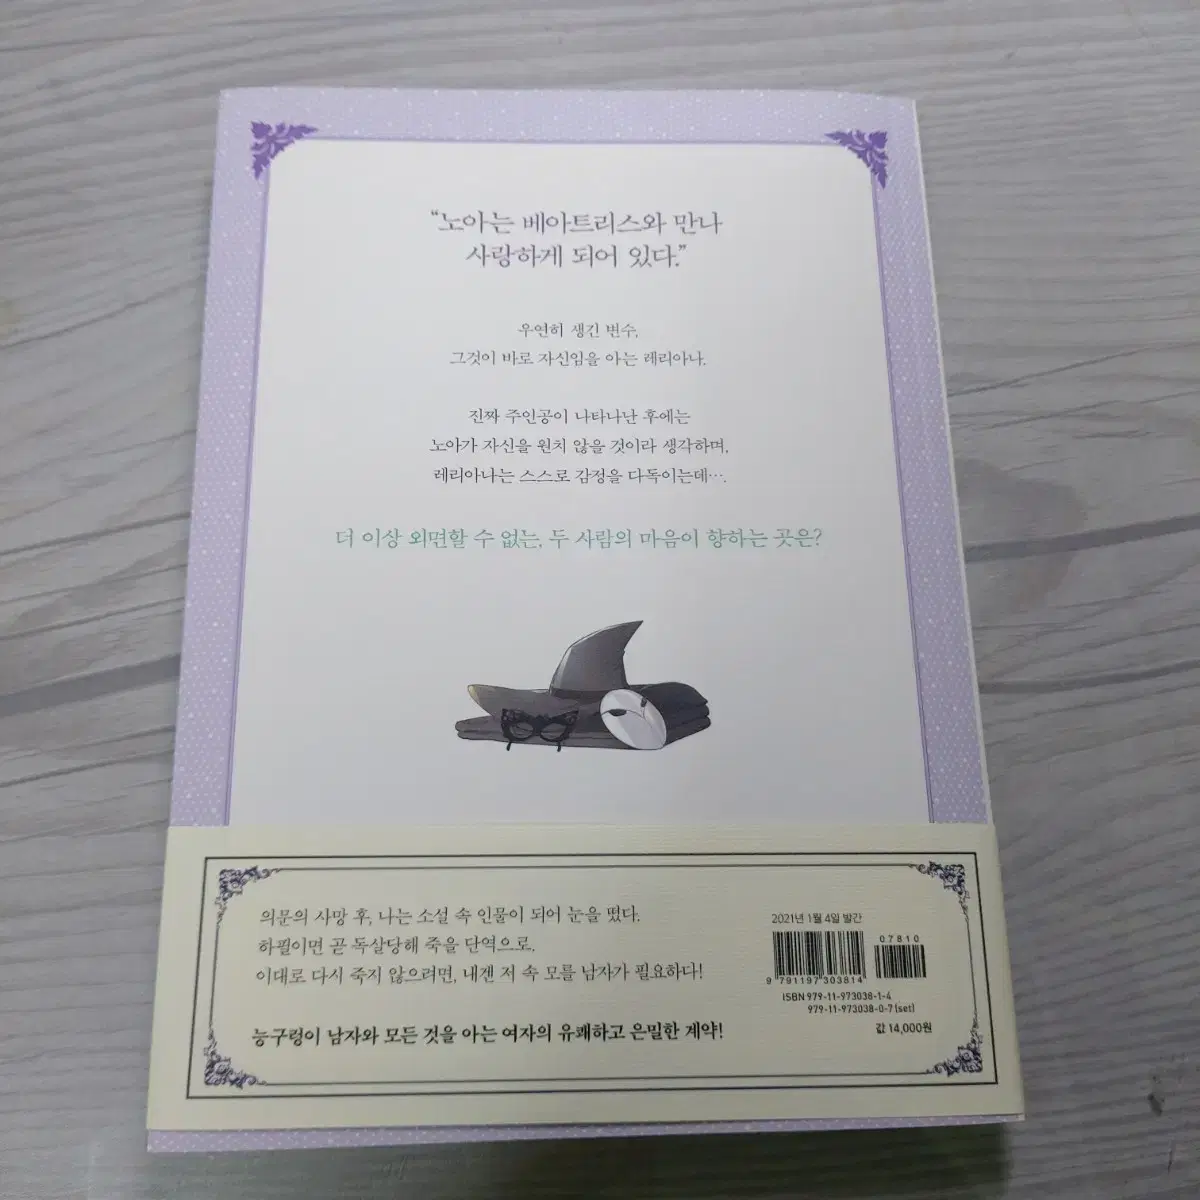 “노아는 베아트리스와 만나
사랑하게 되어 있다.”
우연히 생긴 변수,
그것이 바로 자신임을 아는 레리아나.
진짜 주인공이 나타나난 후에는
노아가 자신을 원치 않을 것이라 생각하며,
레리아나는 스스로 감정을 다독이는데….
더 이상 외면할 수 없는, 두 사람의 마음이 향하는 곳은?
의문의 사망 후, 나는 소설 속 인물이 되어 눈을 떴다.
하필이면 곧 독살당해 죽을 단역으로.
이대로 다시 죽지 않으려면, 내겐 저 속 모를 남자가 필요하다!
능구렁이 남자와 모든 것을 아는 여자의 유쾌하고 은밀한 계약!
2021년 1월 4일 발간
07810
9 791197 303814
ISBN 979-11-973038-1-4
979-11-973038-0-7 (set)
값 14,000원